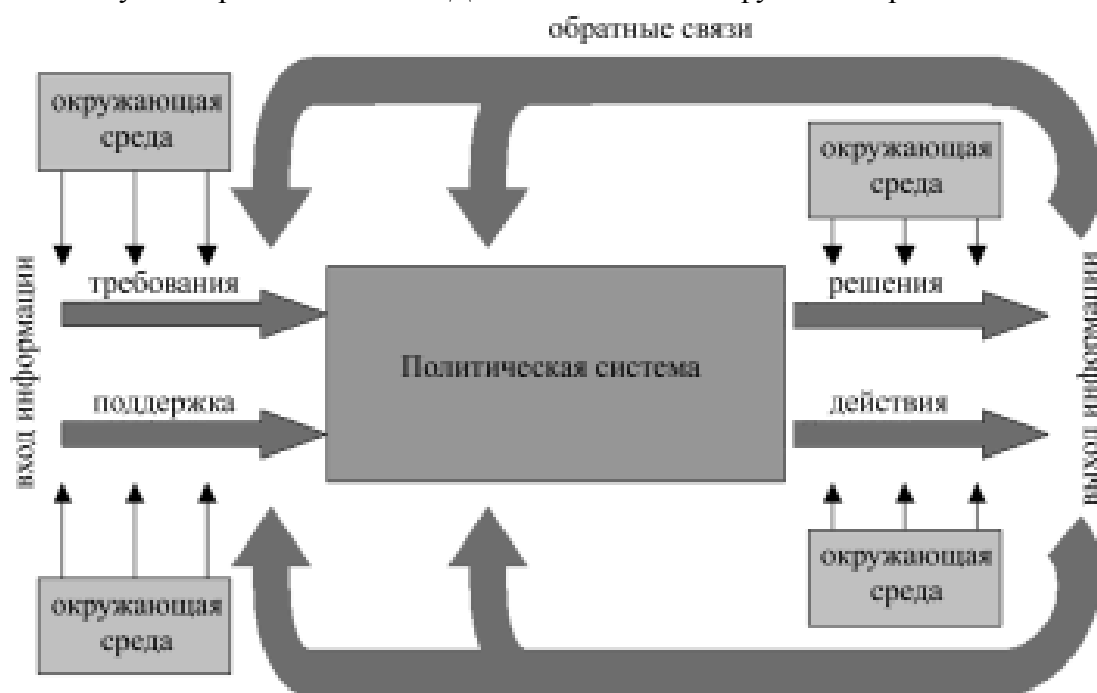 обратные связи
окружающая
среда
окружающая
среда
требования
решения
вход информации
Политическая система
выход информации
поддержка
действия
окружающая
среда
окружающая
среда